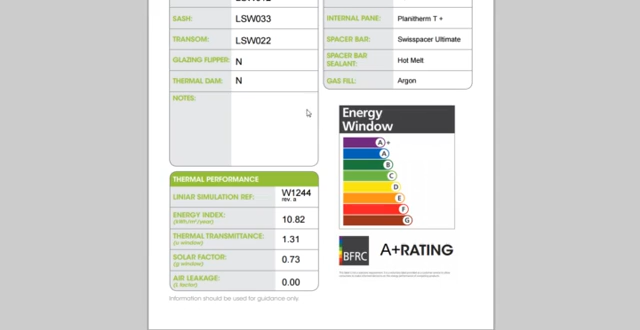 SASH: LSW033
TRANSOM: LSW022
GLAZING FLIPPER: N
THERMAL DAM: N
NOTES:
THERMAL PERFORMANCE
LINIAR SIMULATION REF: W1244 rev. a
ENERGY INDEX: 10.82
(kWh/m²/year)
THERMAL TRANSMITTANCE: 1.31
(u window)
SOLAR FACTOR: 0.73
(g window)
AIR LEAKAGE: 0.00
(L factor)
Information should be used for guidance only.
INTERNAL PANE: Planitherm T +
SPACER BAR: Swisspacer Ultimate
SPACER BAR SEALANT: Hot Melt
GAS FILL: Argon
Energy
Window
A+
A
B
C
D
E
F
G
BFRC A+RATING